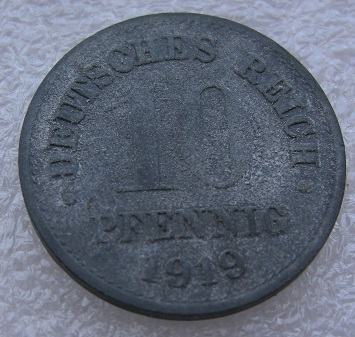 DEUTSCHES REICH
10
PFENNIG
1919